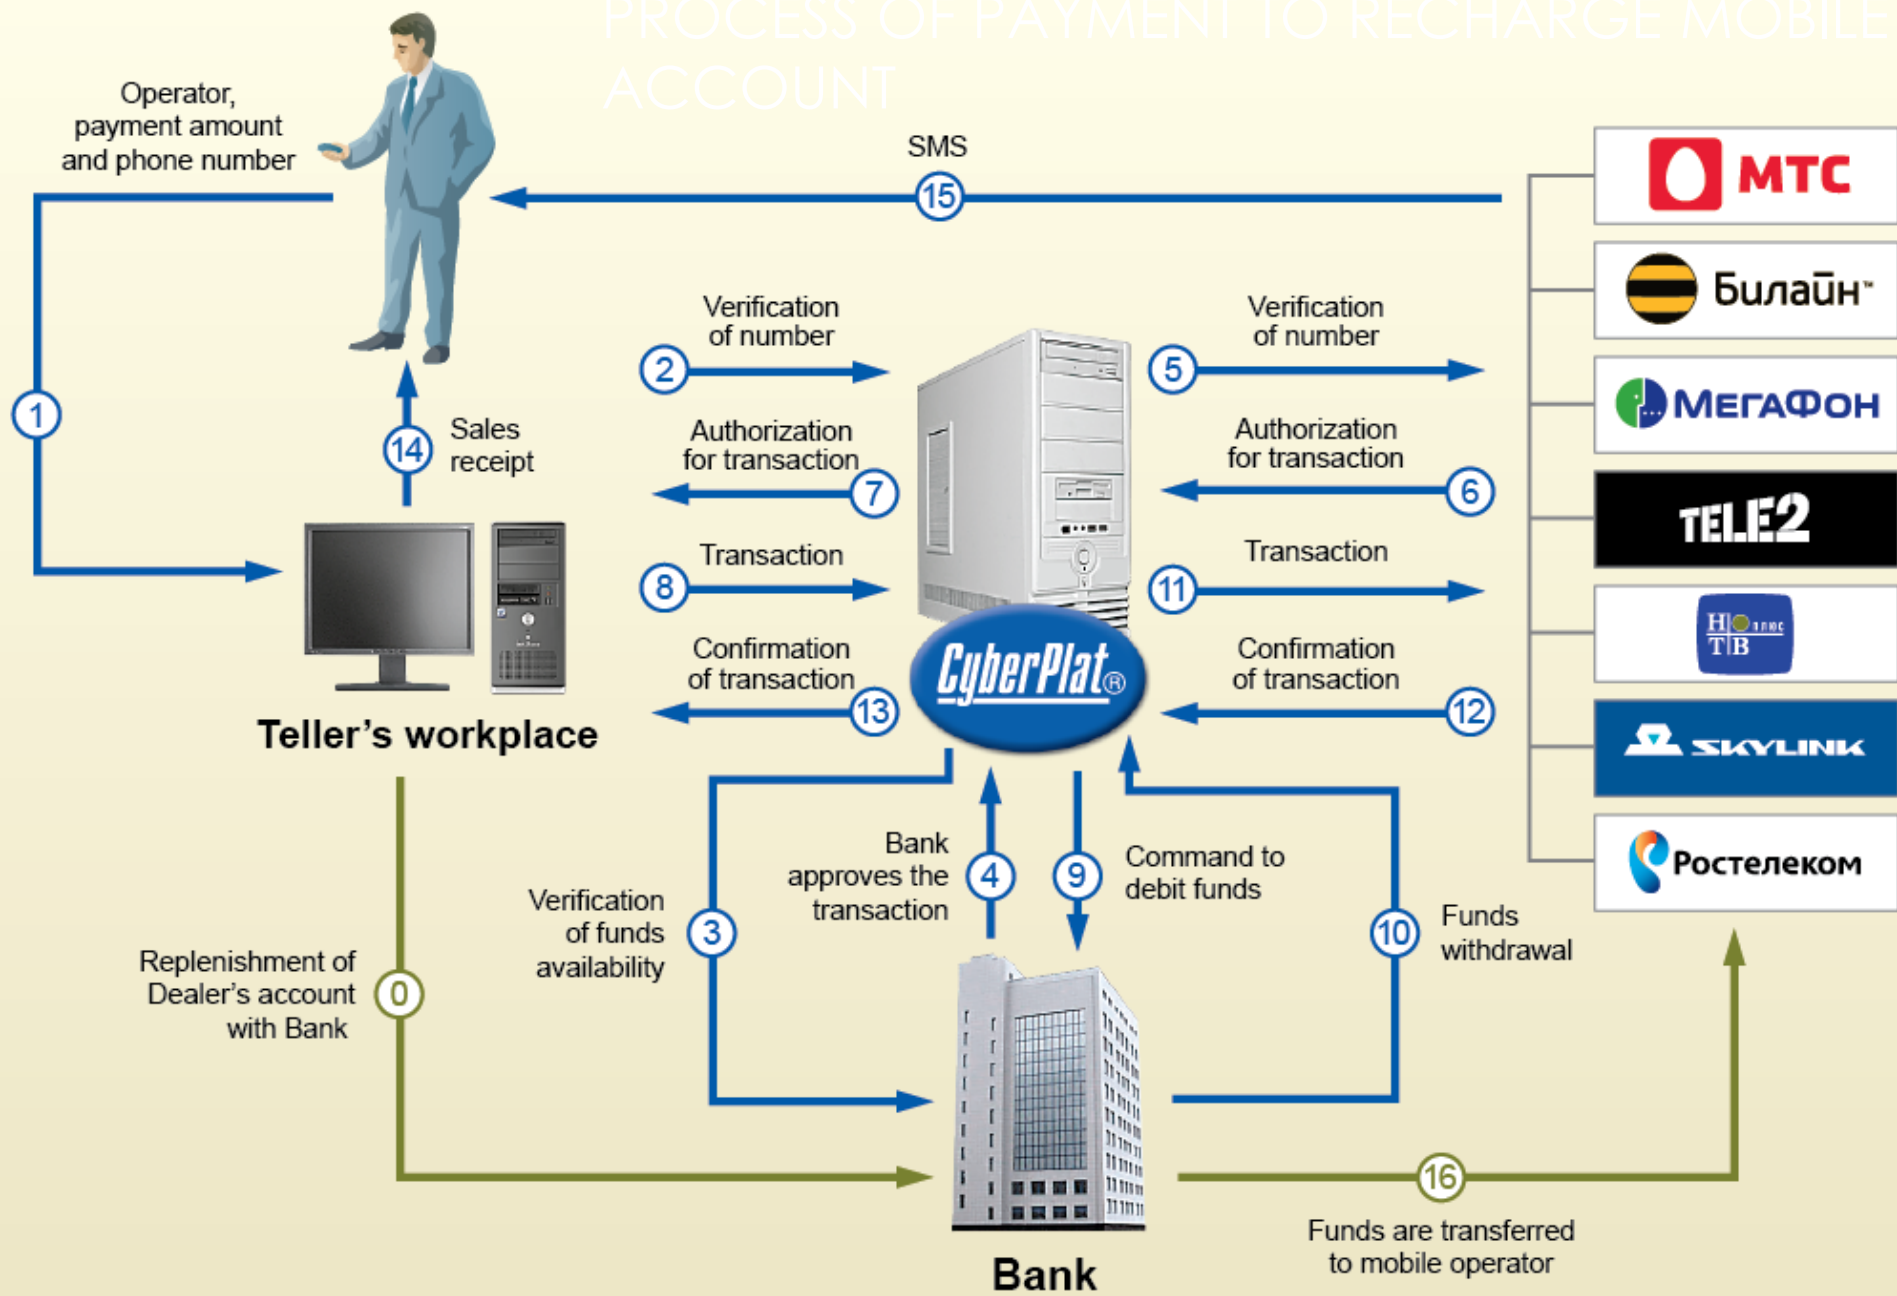 PROCESS OF PAYMENT TO RECHARGE MOBILE
ACCOUNT
Operator,
payment amount
and phone number
SMS
15
МТС
Билайн™
МЕГАФОН
TELE2
Н ПЛЮС
ТВ
SKYLINK
Ростелеком
1
14
Sales
receipt
Verification
of number
2
Authorization
for transaction
7
Transaction
8
Confirmation
of transaction
13
Verification
of number
5
Authorization
for transaction
6
Transaction
11
Confirmation
of transaction
12
CyberPlat®
Teller's workplace
Replenishment of
Dealer's account
with Bank
0
Verification
of funds
availability
3
Bank
approves the
transaction
4
9
Command to
debit funds
10
Funds
withdrawal
16
Funds are transferred
to mobile operator
Bank